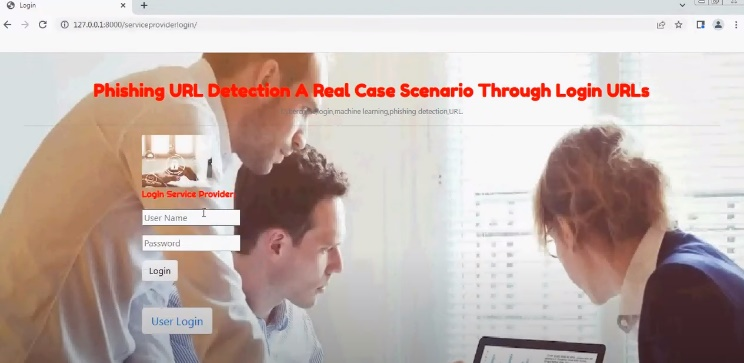 Login
127.0.0.1:8000/serviceproviderlogin/
Phishing URL Detection A Real Case Scenario Through Login URLs
login,machine learning,phishing detection,URL.
Login Service Provider
User Name
Password
Login
User Login